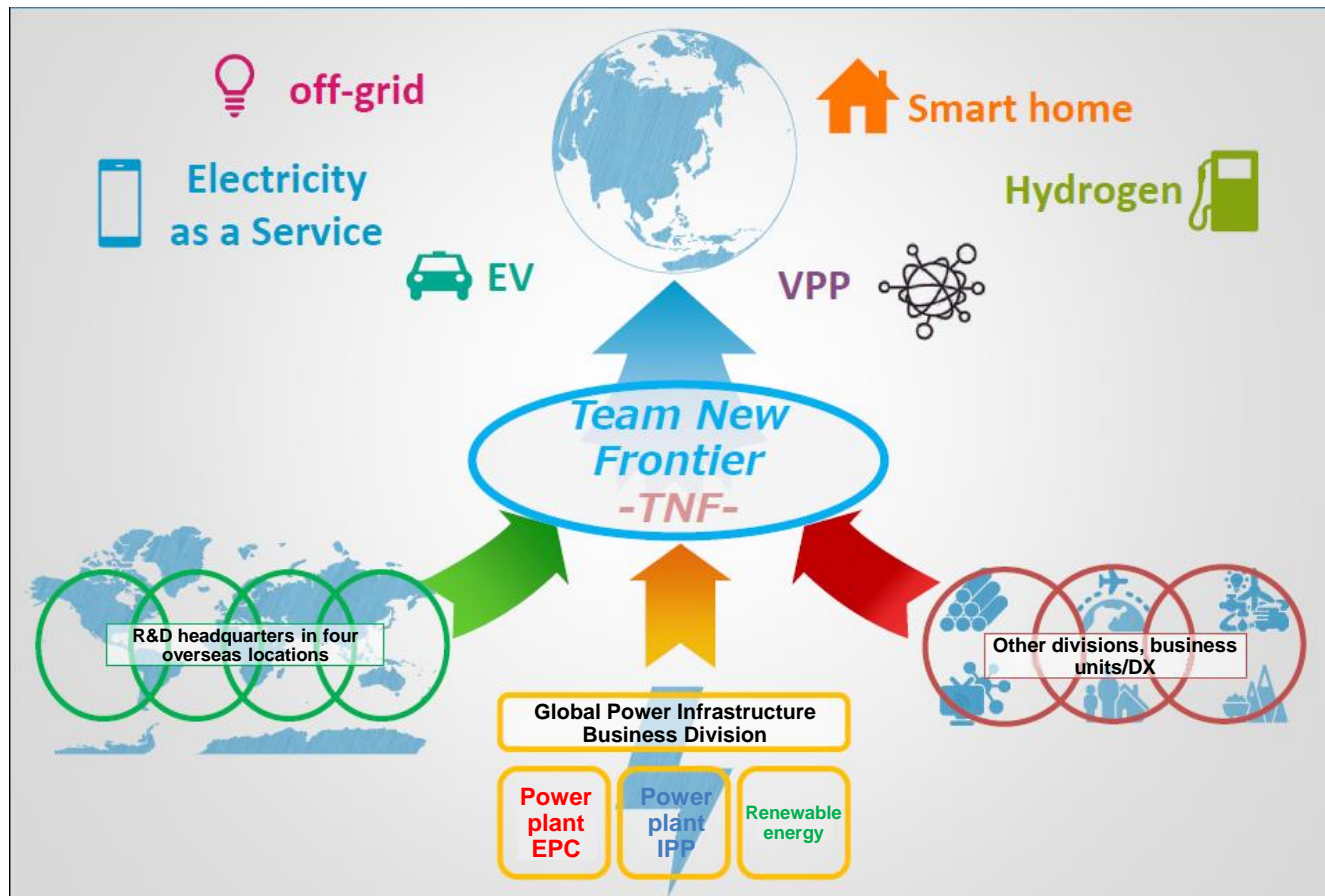 off-grid
Smart home
Electricity
as a Service
Hydrogen
EV
VPP
Team New
Frontier
-TNF-
R&D headquarters in four
overseas locations
Other divisions, business
units/DX
Global Power Infrastructure
Business Division
Power
plant
EPC
Power
plant
IPP
Renewable
energy